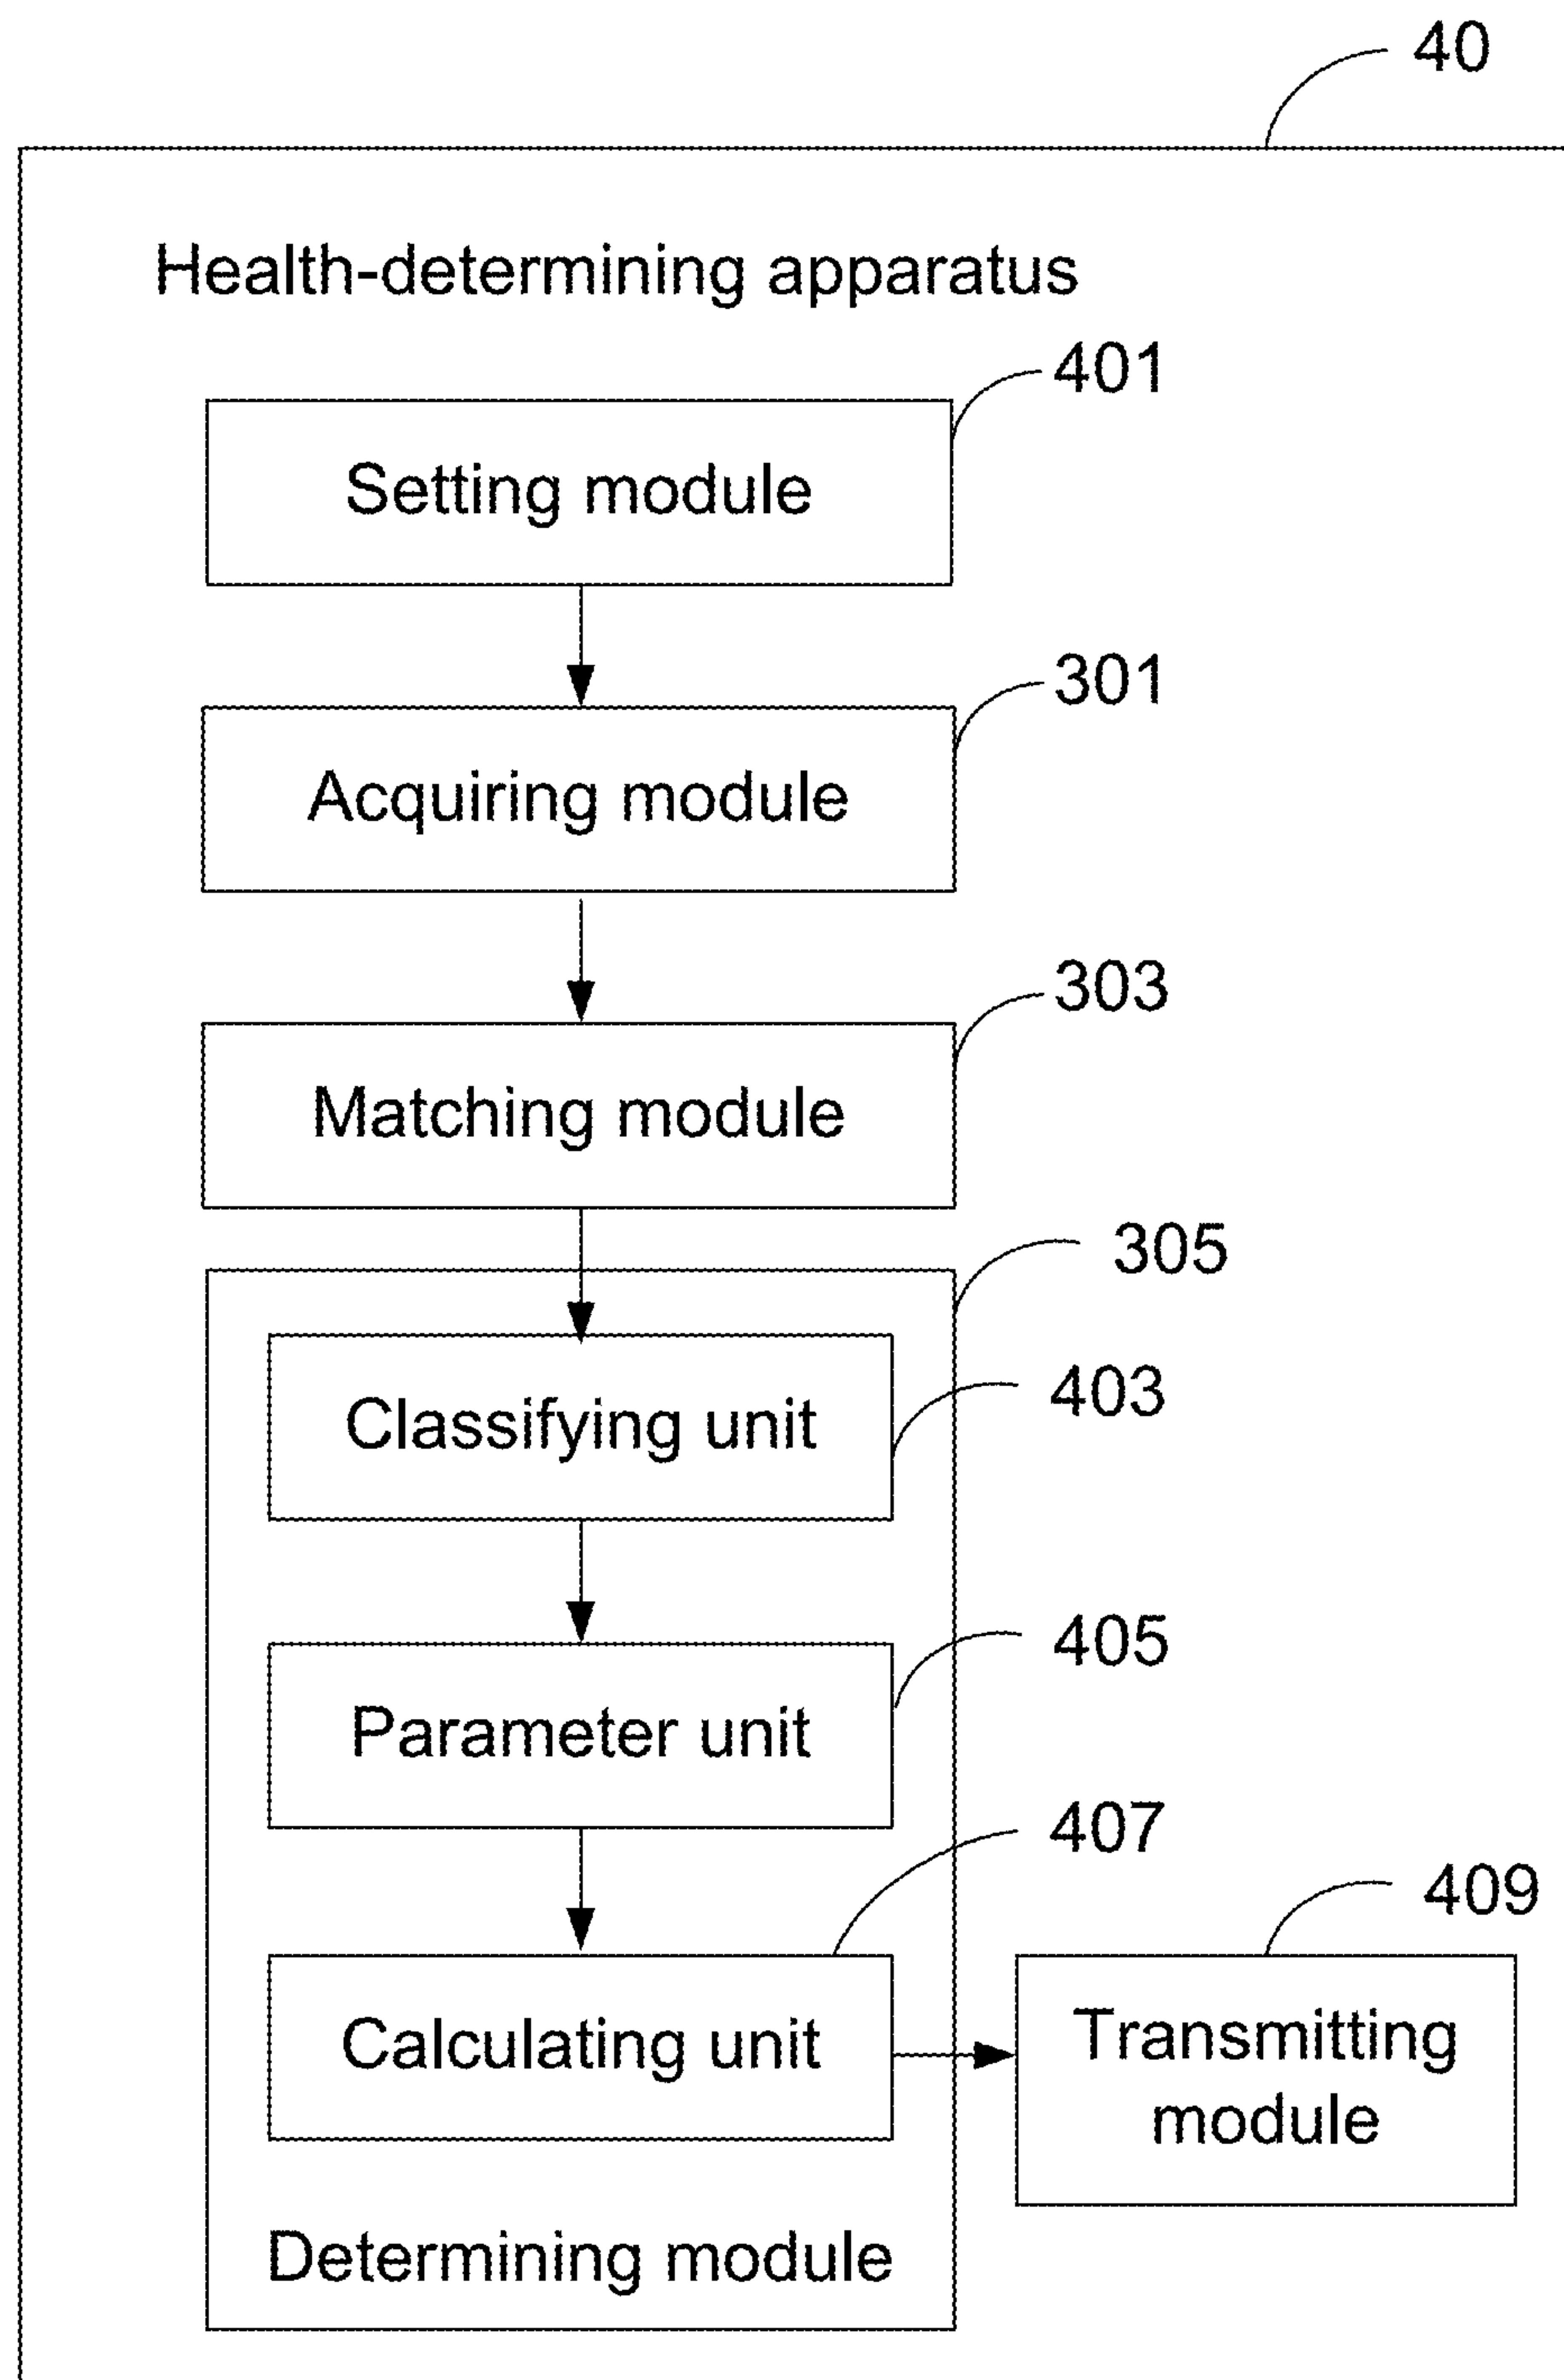 40
Health-determining apparatus
401
Setting module
301
Acquiring module
303
Matching module
305
Classifying unit
403
405
Parameter unit
407
409
Calculating unit
Transmitting
module
Determining module